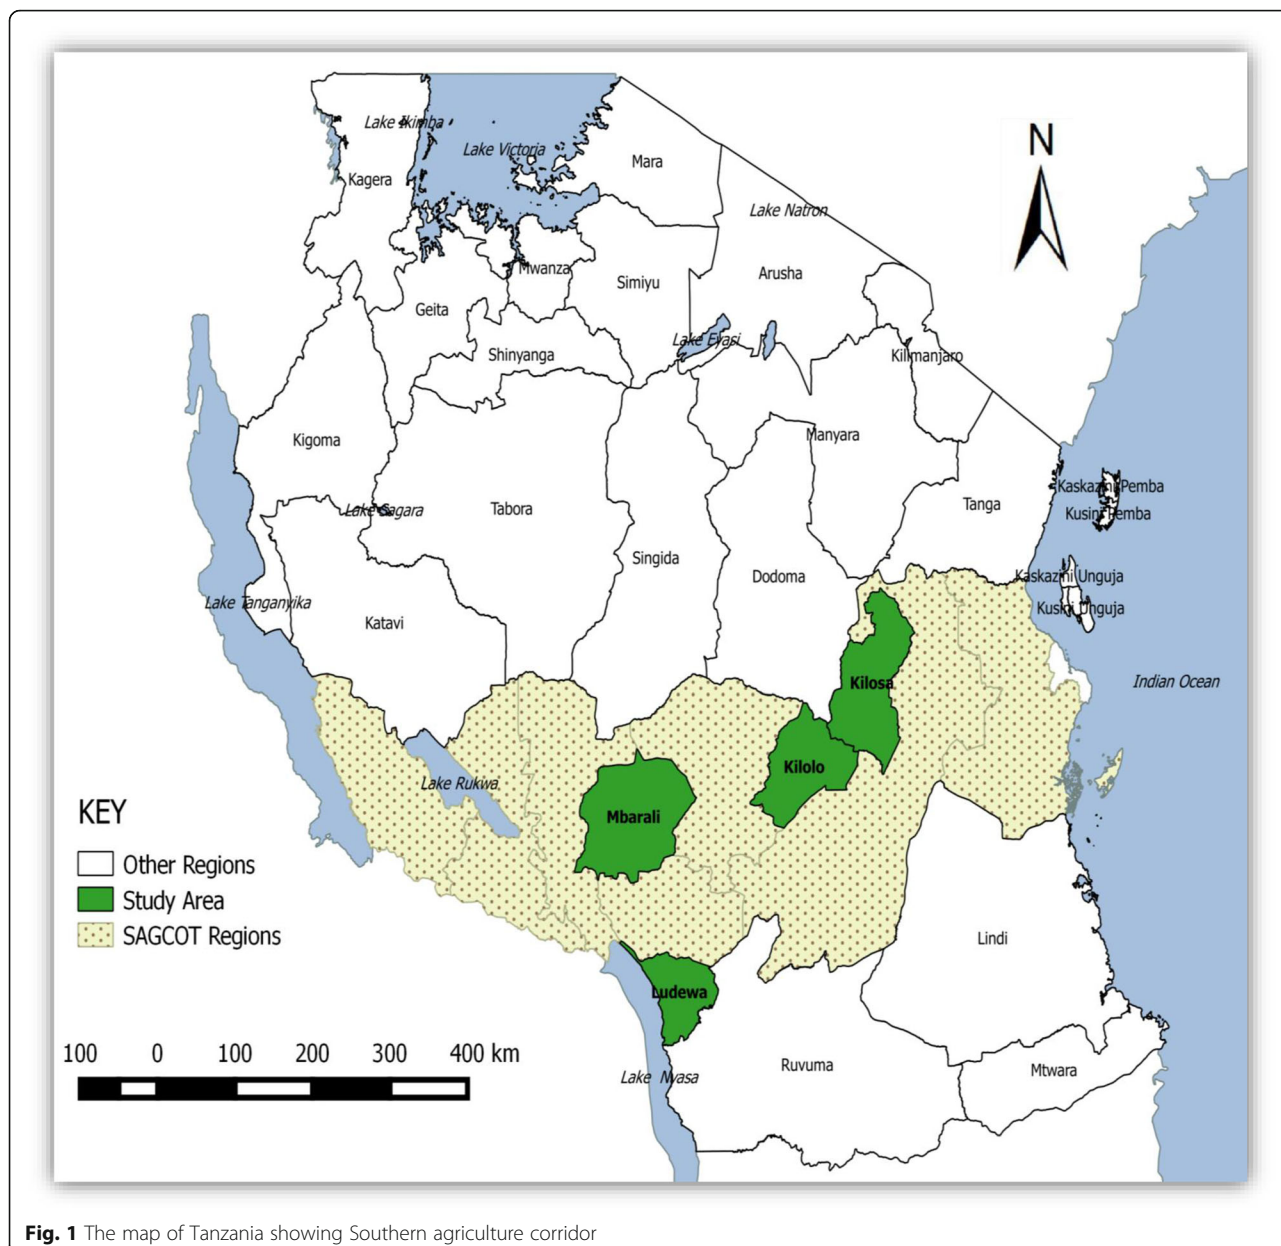 N
Lake Ikimba
Lake Victoria
Mara
Kagera
Lake Natron
Mwanza
Simiyu
Arusha
Geita
Shinyanga
Lake Eyasi
Kilimanjaro
Kigoma
Manyara
Kaskazini Pemba
Lake Sagara
Tabora
Tanga
Kusini Pemba
Singida
Dodoma
Kaskazini Unguja
Lake Tanganyika
Kusini Unguja
Katavi
Kilosa
Indian Ocean
Kilolo
Lake Rukwa
Mbarali
KEY
Other Regions
Study Area
SAGCOT Regions
Lindi
Ludewa
100 0 100 200 300 400 km
Ruvuma
Mtwara
Lake Nyasa
Fig. 1 The map of Tanzania showing Southern agriculture corridor